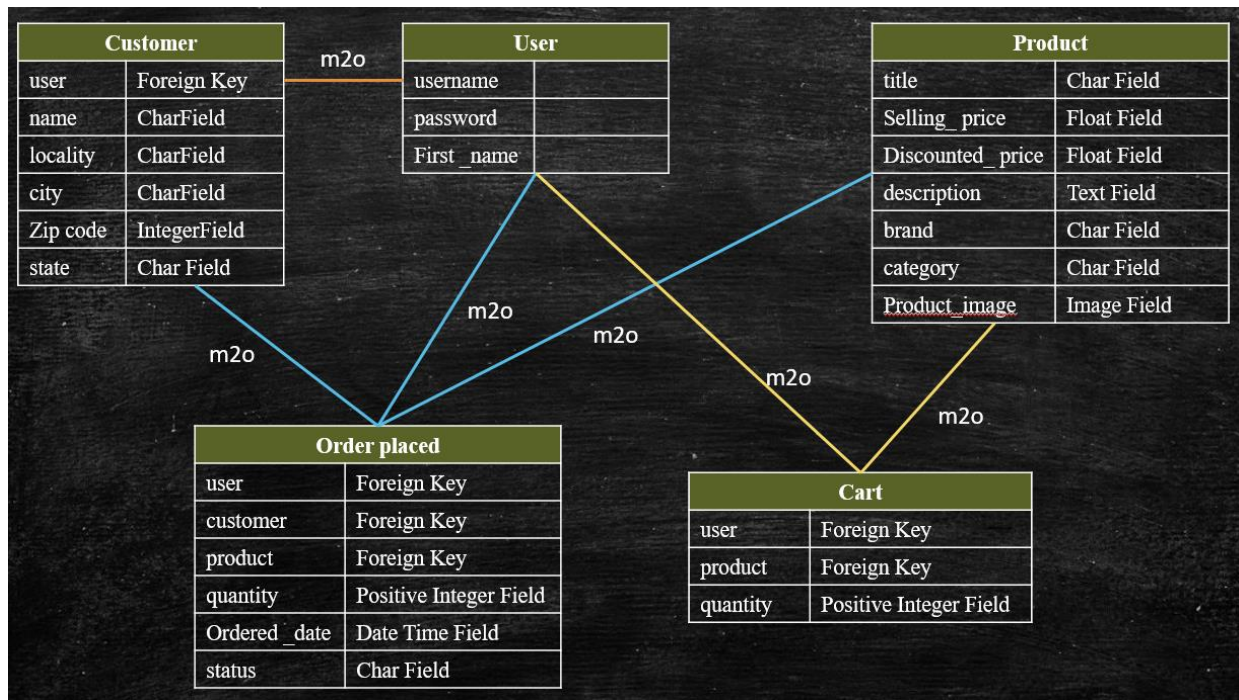 Customer
user Foreign Key
name CharField
locality CharField
city CharField
Zip code IntegerField
state Char Field
m2o
User
username
password
First _name
Product
title Char Field
Selling_ price Float Field
Discounted_ price Float Field
description Text Field
brand Char Field
category Char Field
Product_image Image Field
m2o
m2o
m2o
m2o
m2o
Order placed
user Foreign Key
customer Foreign Key
product Foreign Key
quantity Positive Integer Field
Ordered _date Date Time Field
status Char Field
Cart
user Foreign Key
product Foreign Key
quantity Positive Integer Field